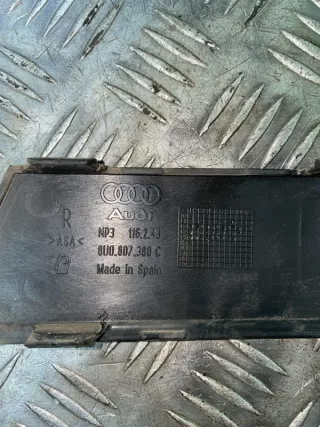 Audi
R
NP3 116.2.43
>ASA<
8U0.807.380 C
Made in Spain